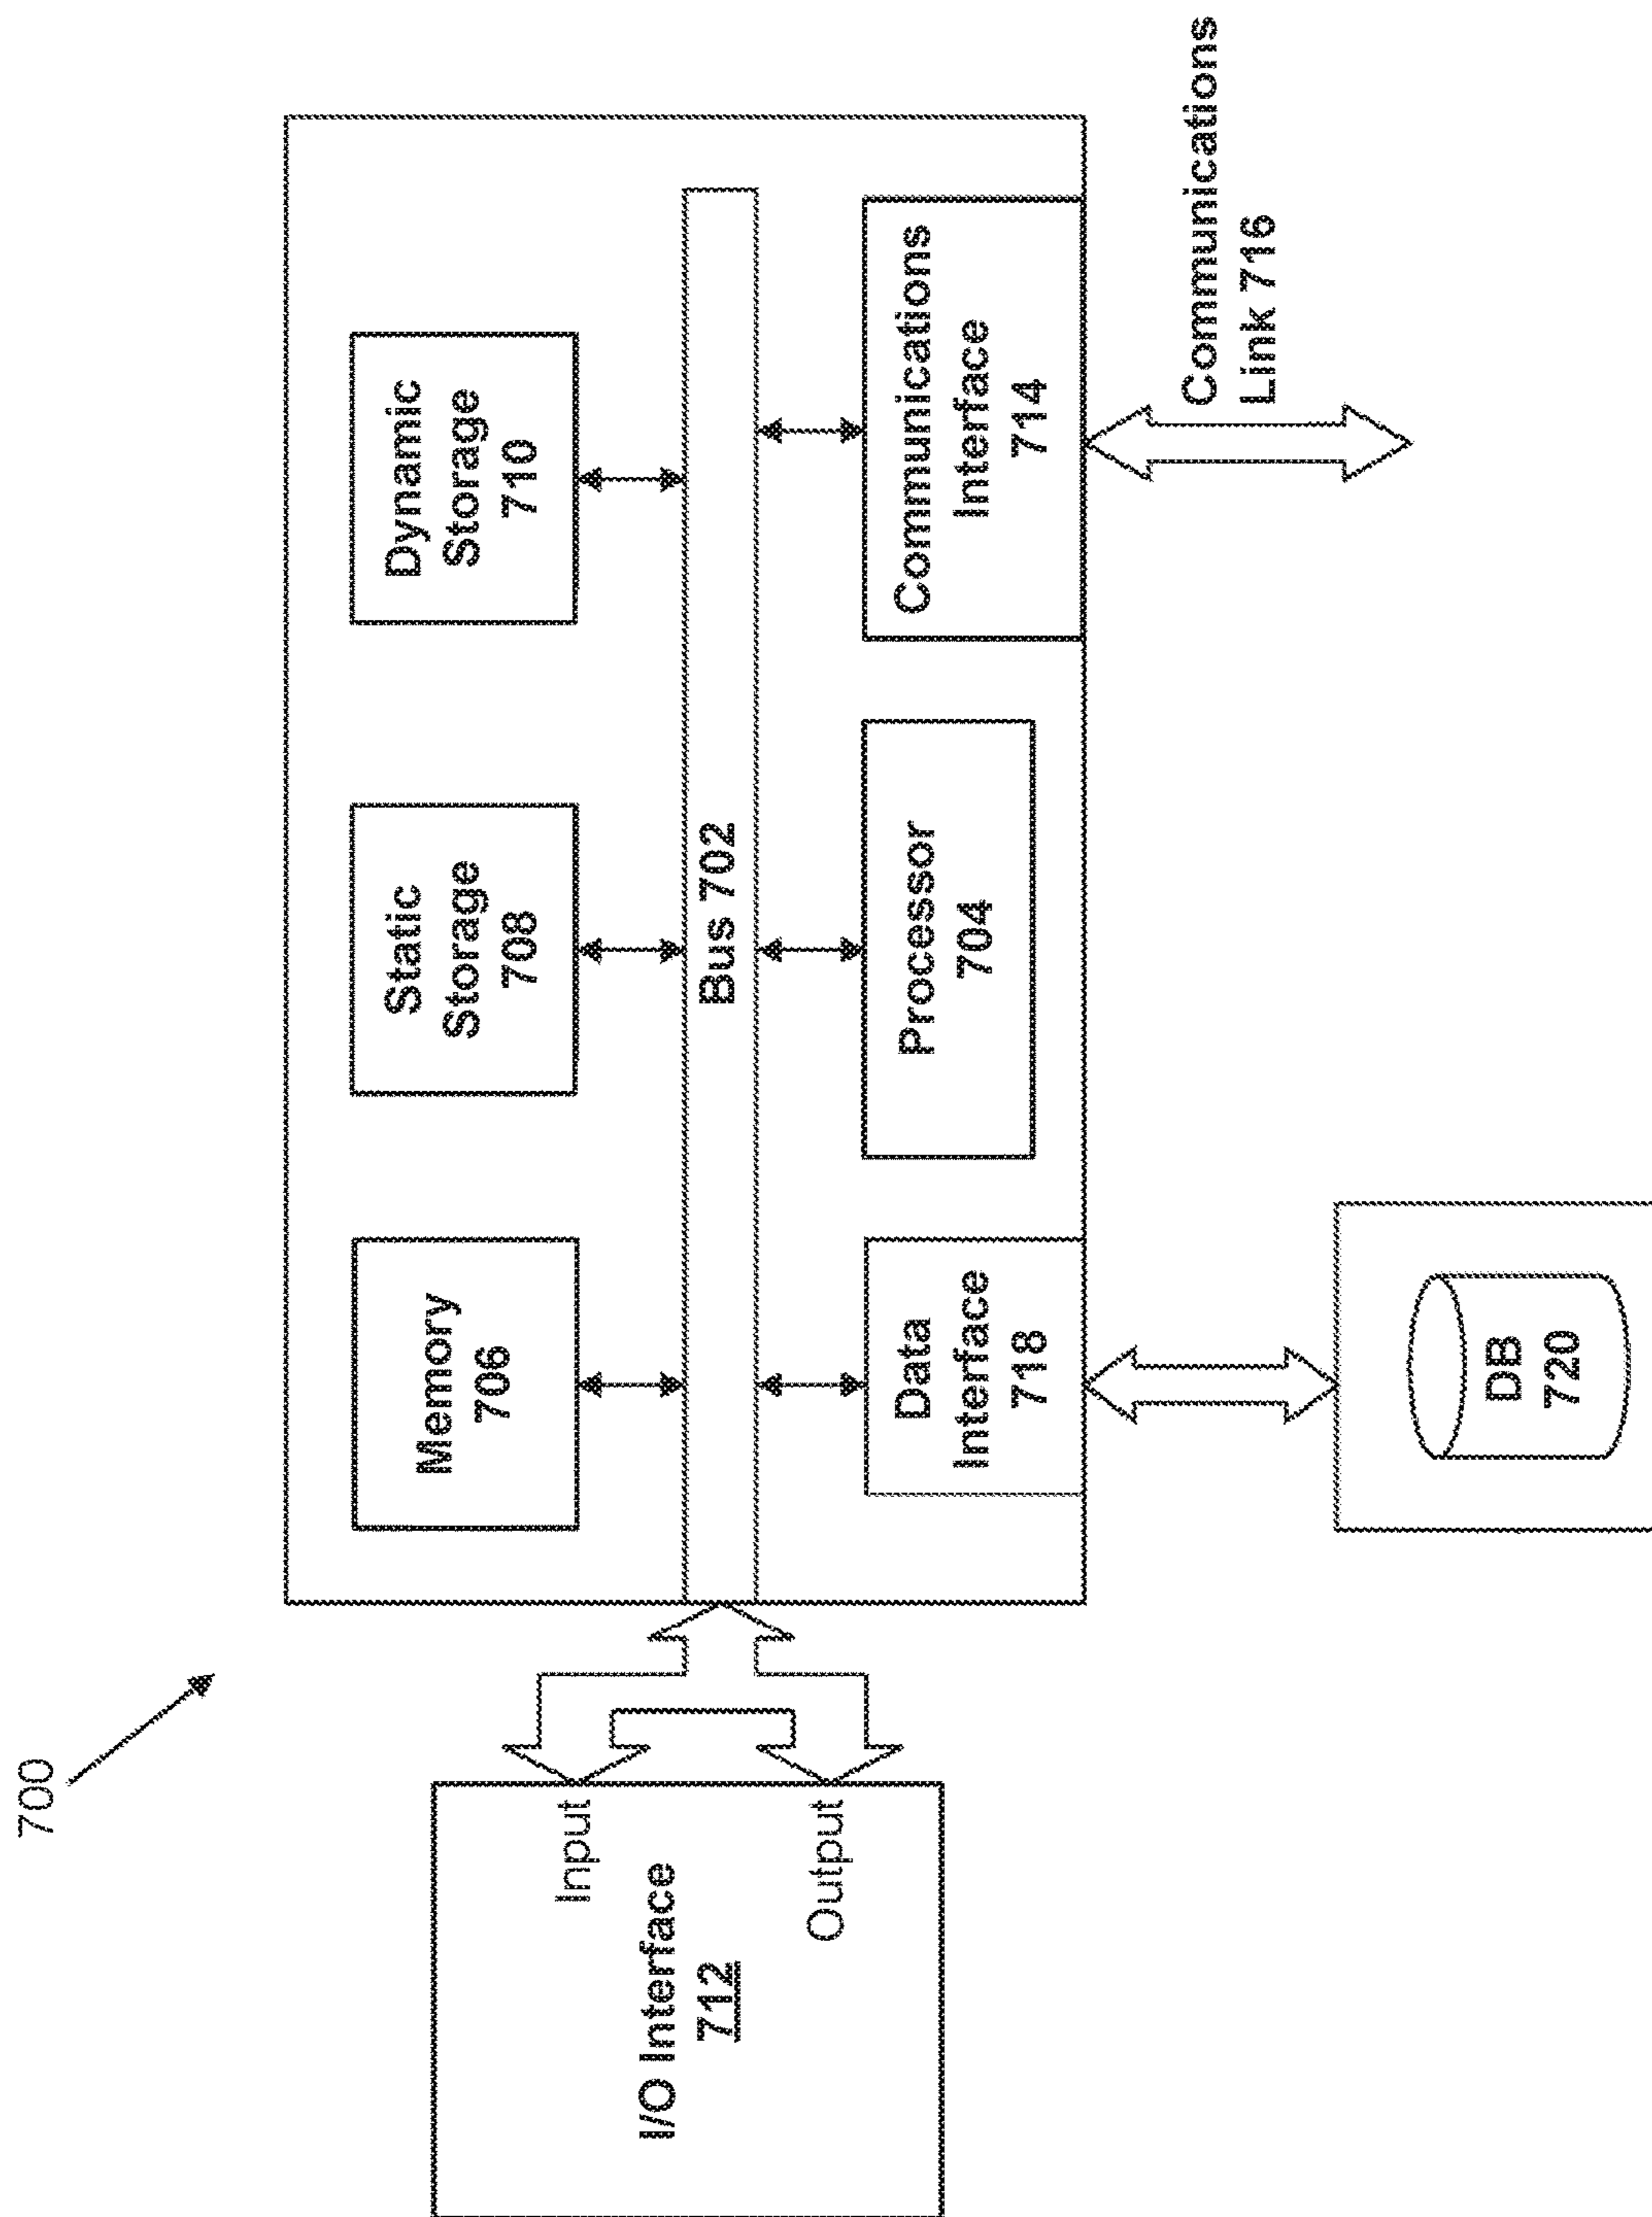 700
Memory
706
Static
Storage
708
Dynamic
Storage
710
I/O Interface
712
Input
Output
Bus 702
Data
Interface
718
Processor
704
Communications
Interface
714
Communications
Link 716
DB
720